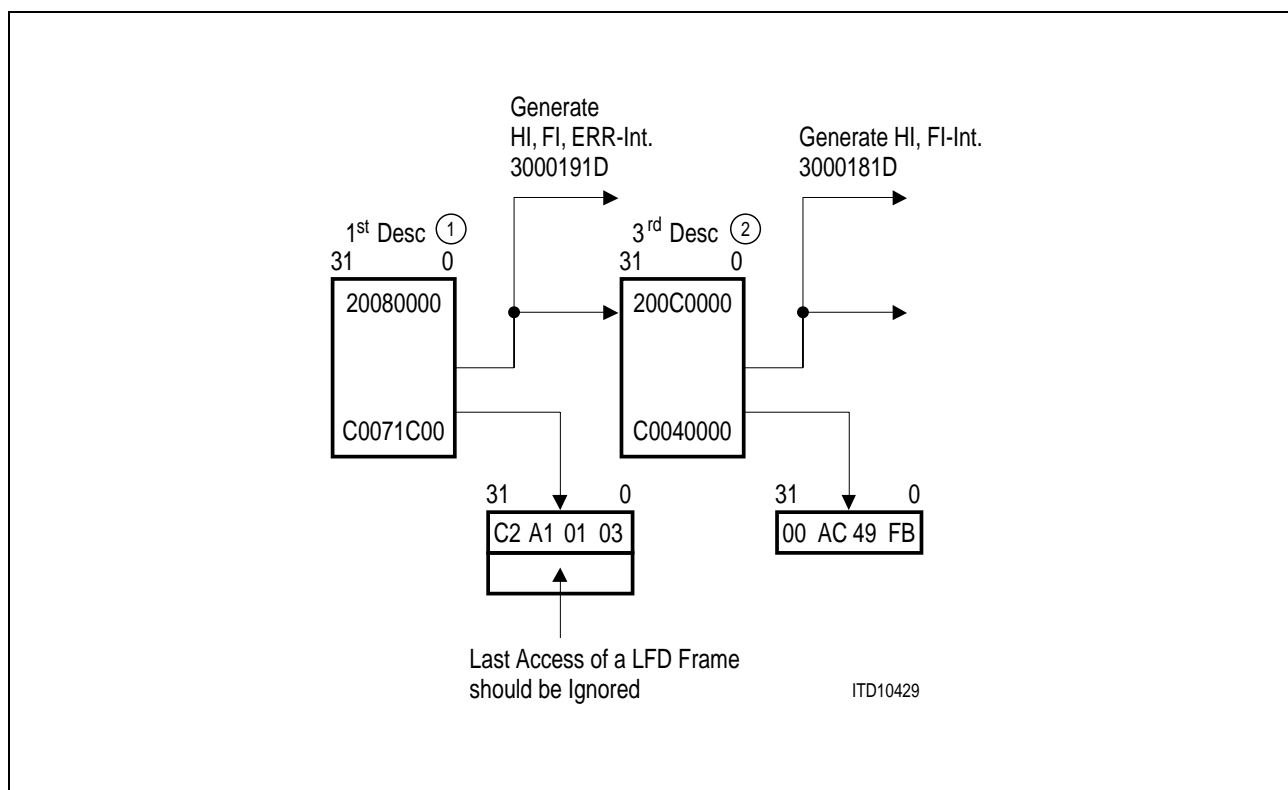 Generate
HI, FI, ERR-Int.
3000191D
Generate HI, FI-Int.
3000181D
1st Desc 1
31 0
20080000
C0071C00
3rd Desc 2
31 0
200C0000
C0040000
31 0
C2 A1 01 03
31 0
00 AC 49 FB
Last Access of a LFD Frame
should be Ignored
ITD10429